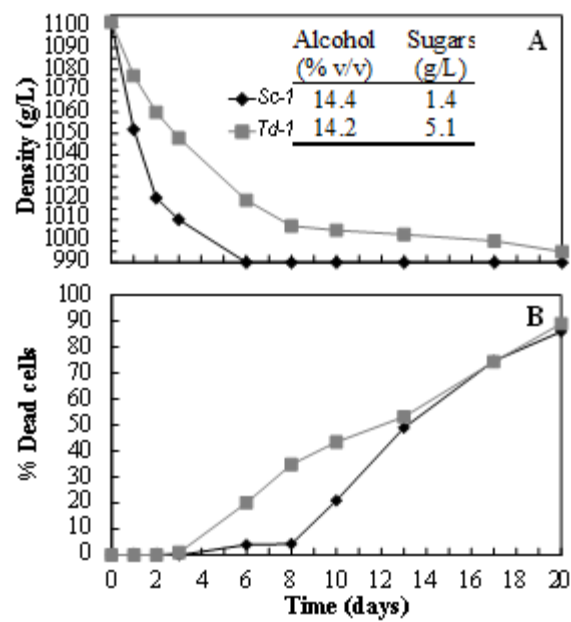 A
Alcohol Sugars
(% v/v) (g/L)
Sc-1 14.4 1.4
Td-1 14.2 5.1
Density (g/L)
1100
1090
1080
1070
1060
1050
1040
1030
1020
1010
1000
990
B
% Dead cells
100
90
80
70
60
50
40
30
20
10
0
0 2 4 6 8 10 12 14 16 18 20
Time (days)